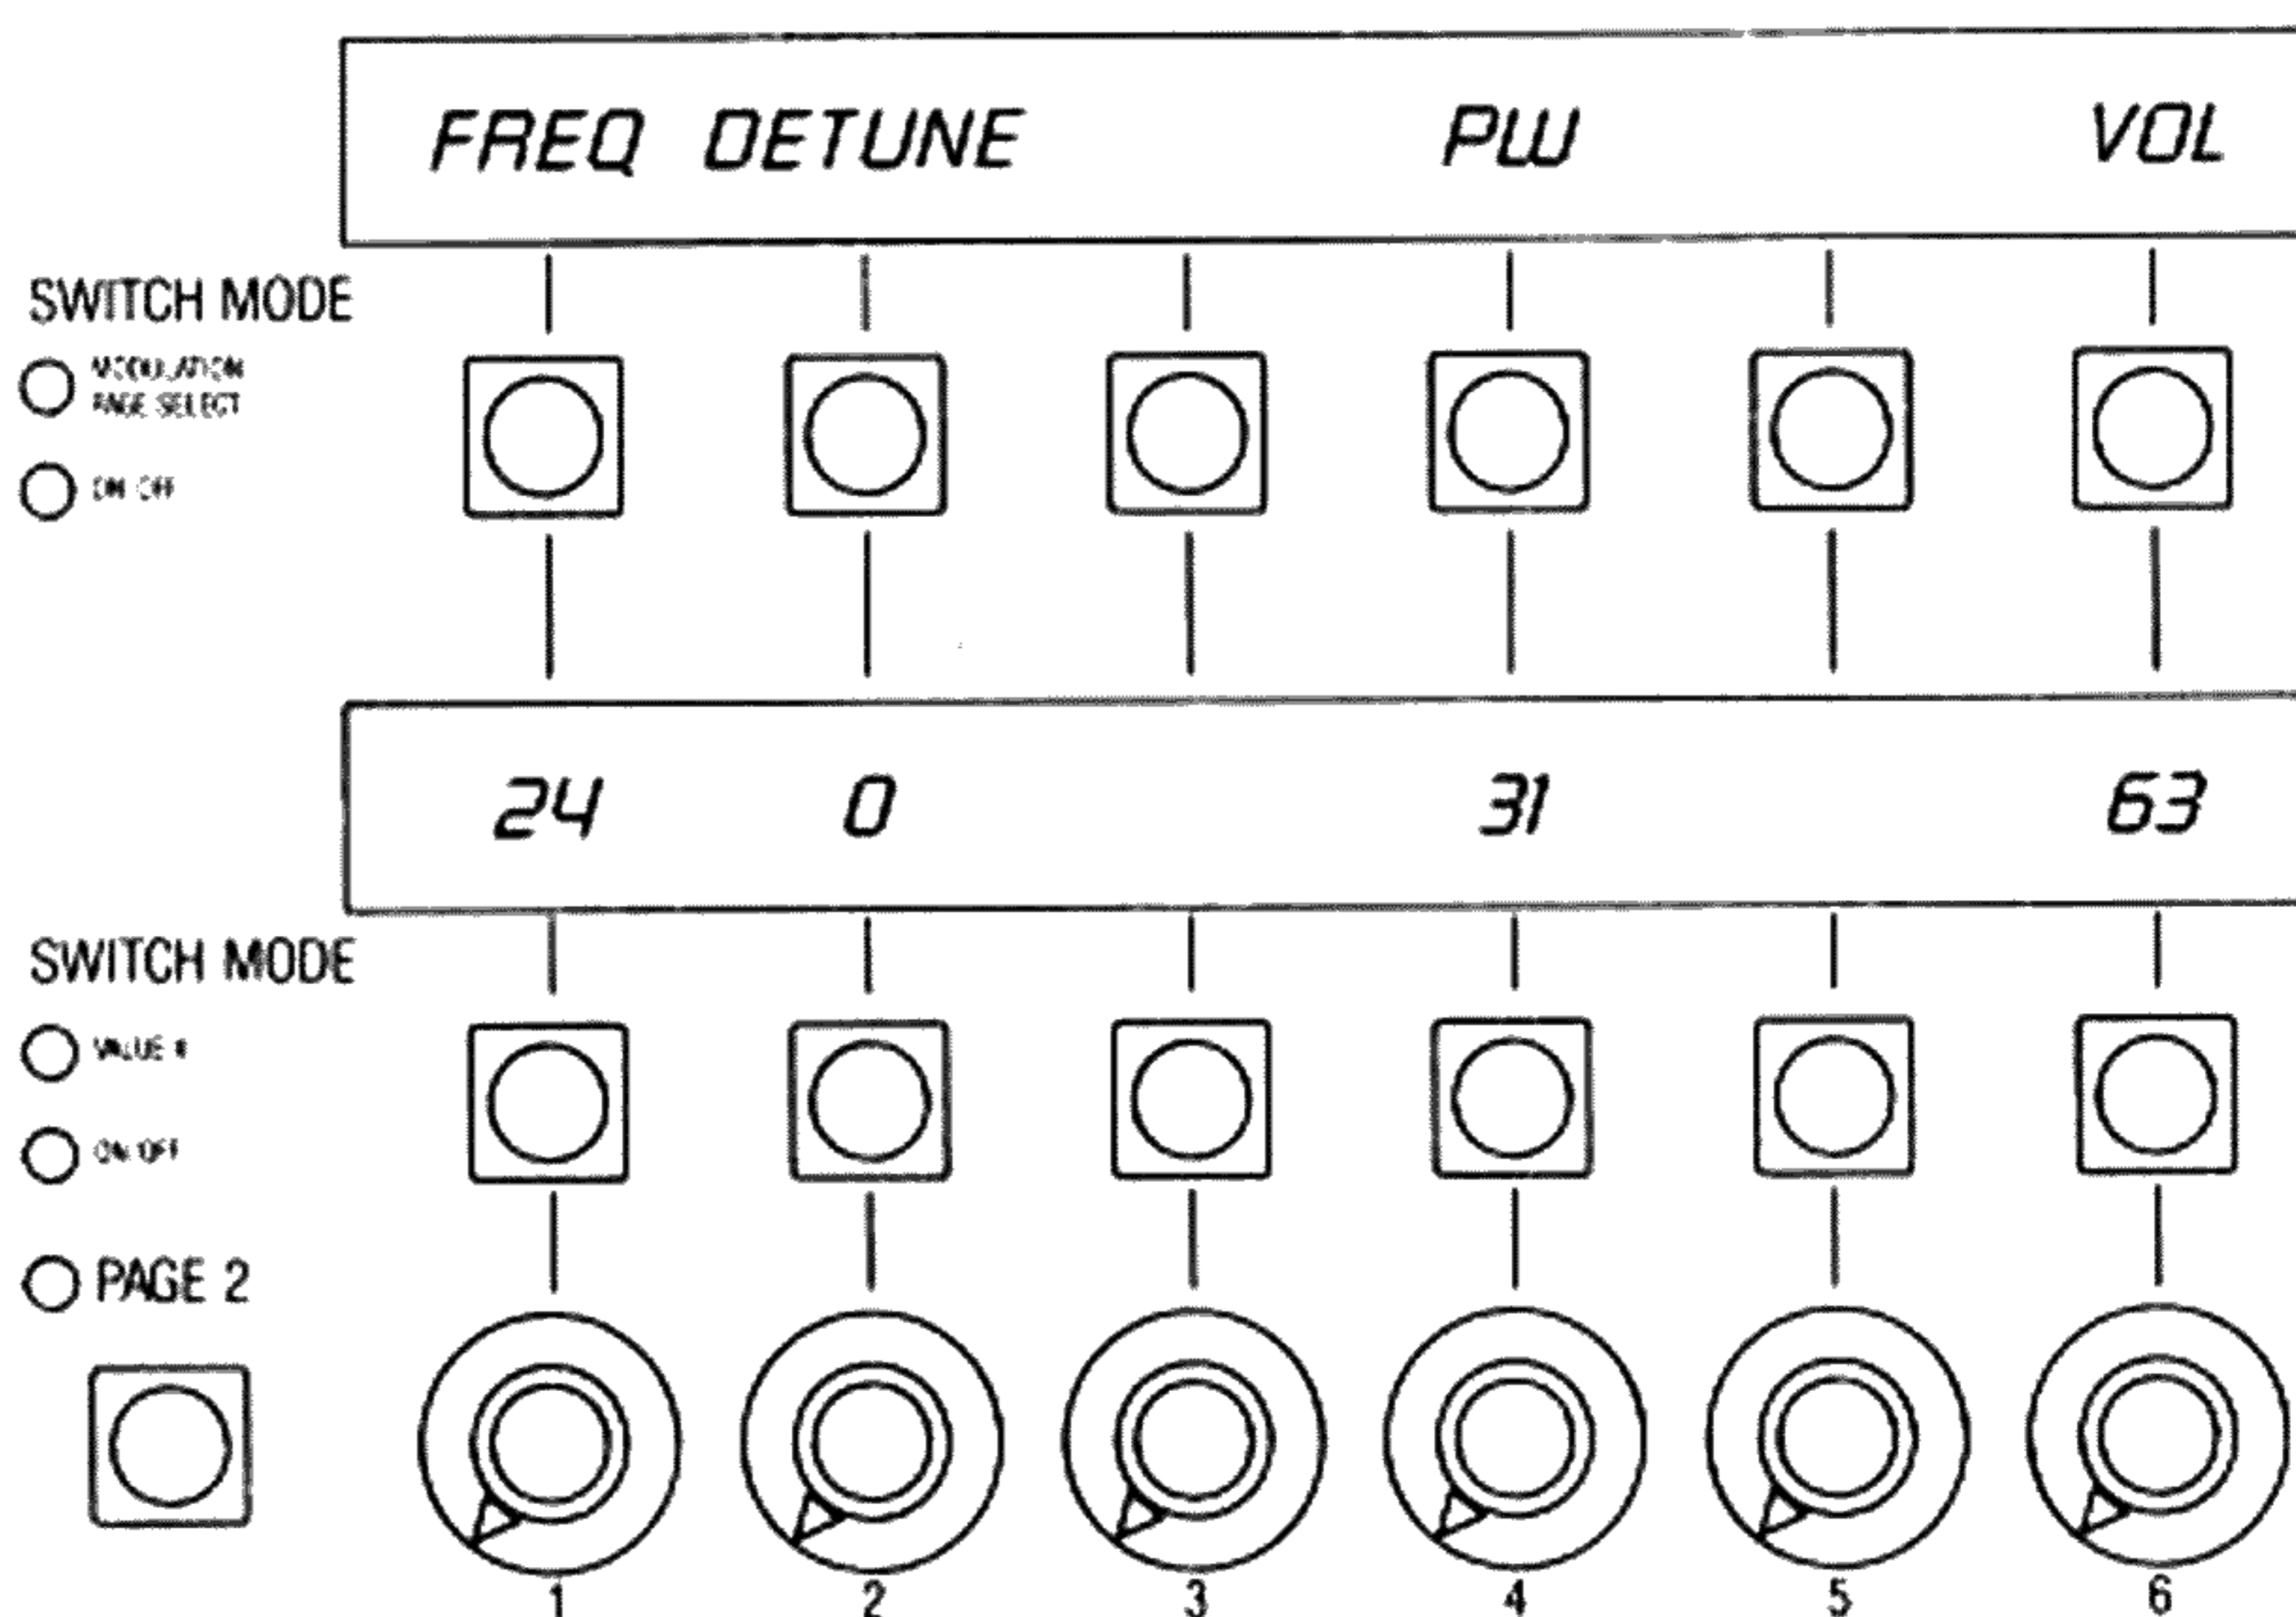 FREQ DETUNE PW VOL
SWITCH MODE
MODULATION
PAGE SELECT
ON/OFF
24 0 31 63
SWITCH MODE
VALUE #
ON/OFF
PAGE 2
1 2 3 4 5 6